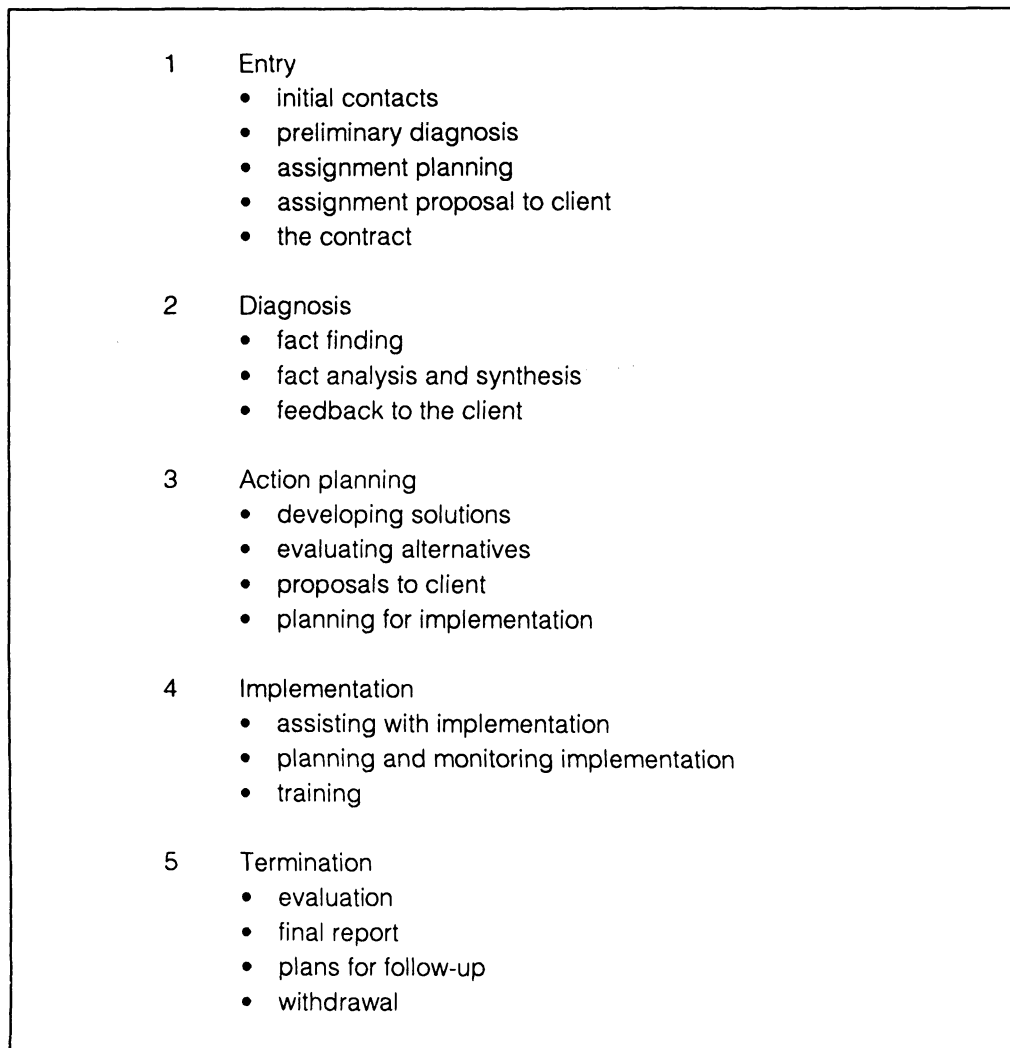 1 Entry
• initial contacts
• preliminary diagnosis
• assignment planning
• assignment proposal to client
• the contract
2 Diagnosis
• fact finding
• fact analysis and synthesis
• feedback to the client
3 Action planning
• developing solutions
• evaluating alternatives
• proposals to client
• planning for implementation
4 Implementation
• assisting with implementation
• planning and monitoring implementation
• training
5 Termination
• evaluation
• final report
• plans for follow-up
• withdrawal